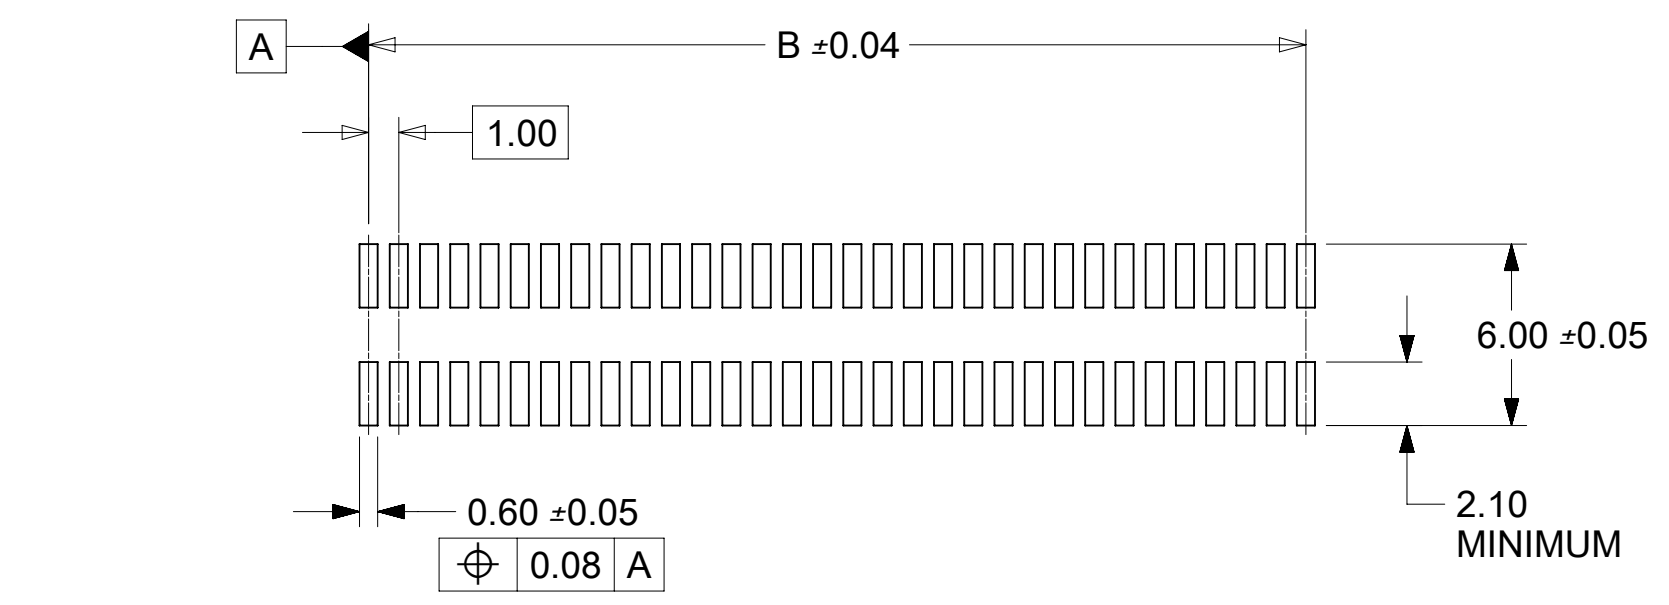 A
B ±0.04
1.00
6.00 ±0.05
0.60 ±0.05
2.10
MINIMUM
⌖ 0.08 A